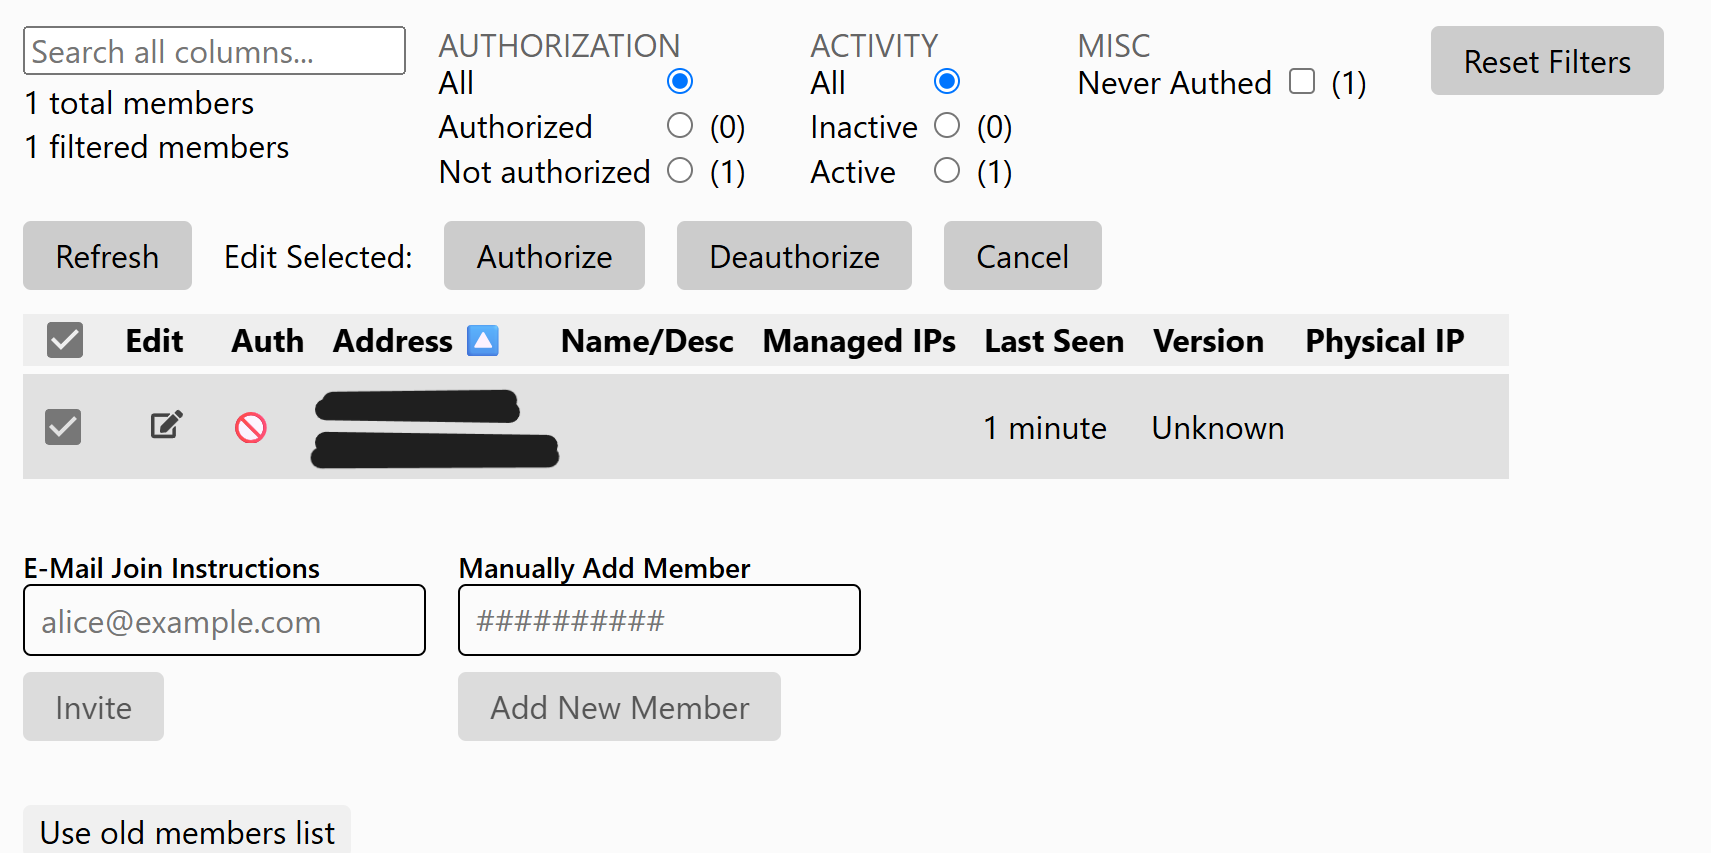 Search all columns...
1 total members
1 filtered members
AUTHORIZATION
All
Authorized (0)
Not authorized (1)
ACTIVITY
All
Inactive (0)
Active (1)
MISC
Never Authed (1)
Reset Filters
Refresh Edit Selected: Authorize Deauthorize Cancel
Edit Auth Address Name/Desc Managed IPs Last Seen Version Physical IP
1 minute Unknown
E-Mail Join Instructions
alice@example.com
Invite
Manually Add Member
##########
Add New Member
Use old members list